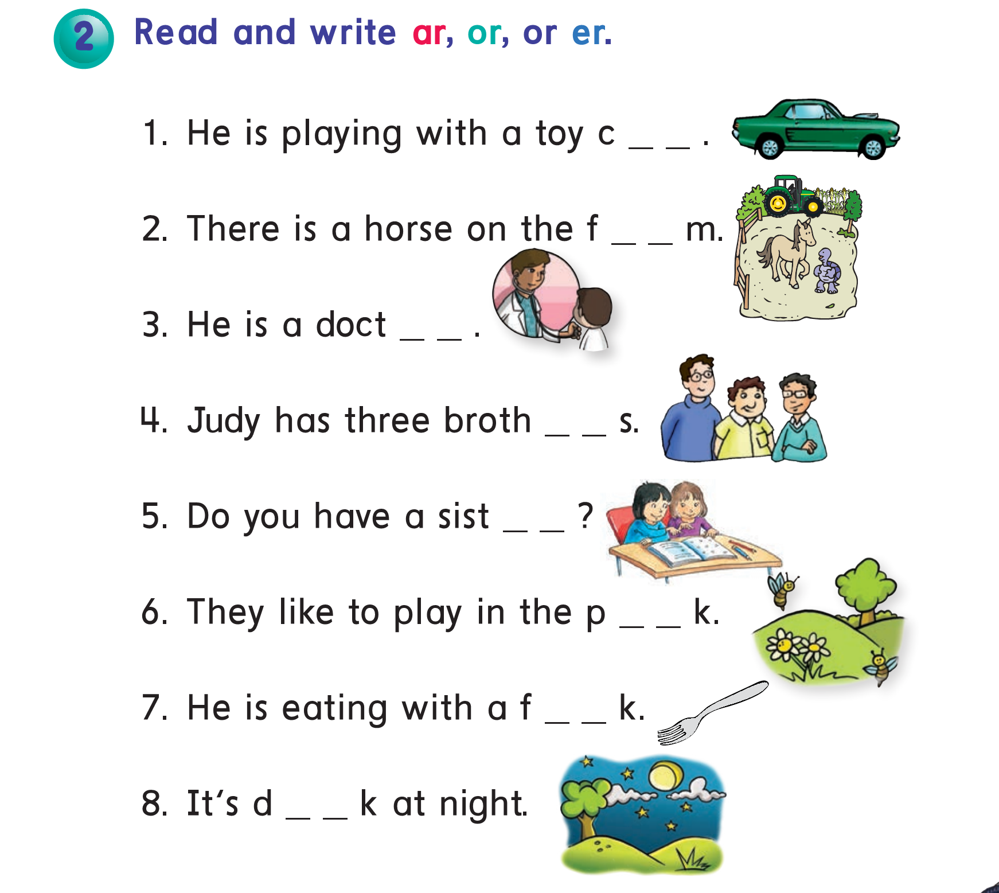 2 Read and write ar, or, or er.
1. He is playing with a toy c _ _ .
2. There is a horse on the f _ _ m.
3. He is a doct _ _ .
4. Judy has three broth _ _ s.
5. Do you have a sist _ _ ?
6. They like to play in the p _ _ k.
7. He is eating with a f _ _ k.
8. It's d _ _ k at night.